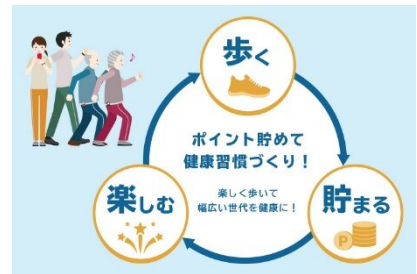 歩く
ポイント貯めて
健康習慣づくり！
楽しく歩いて
幅広い世代を健康に！
楽しむ
貯まる
P